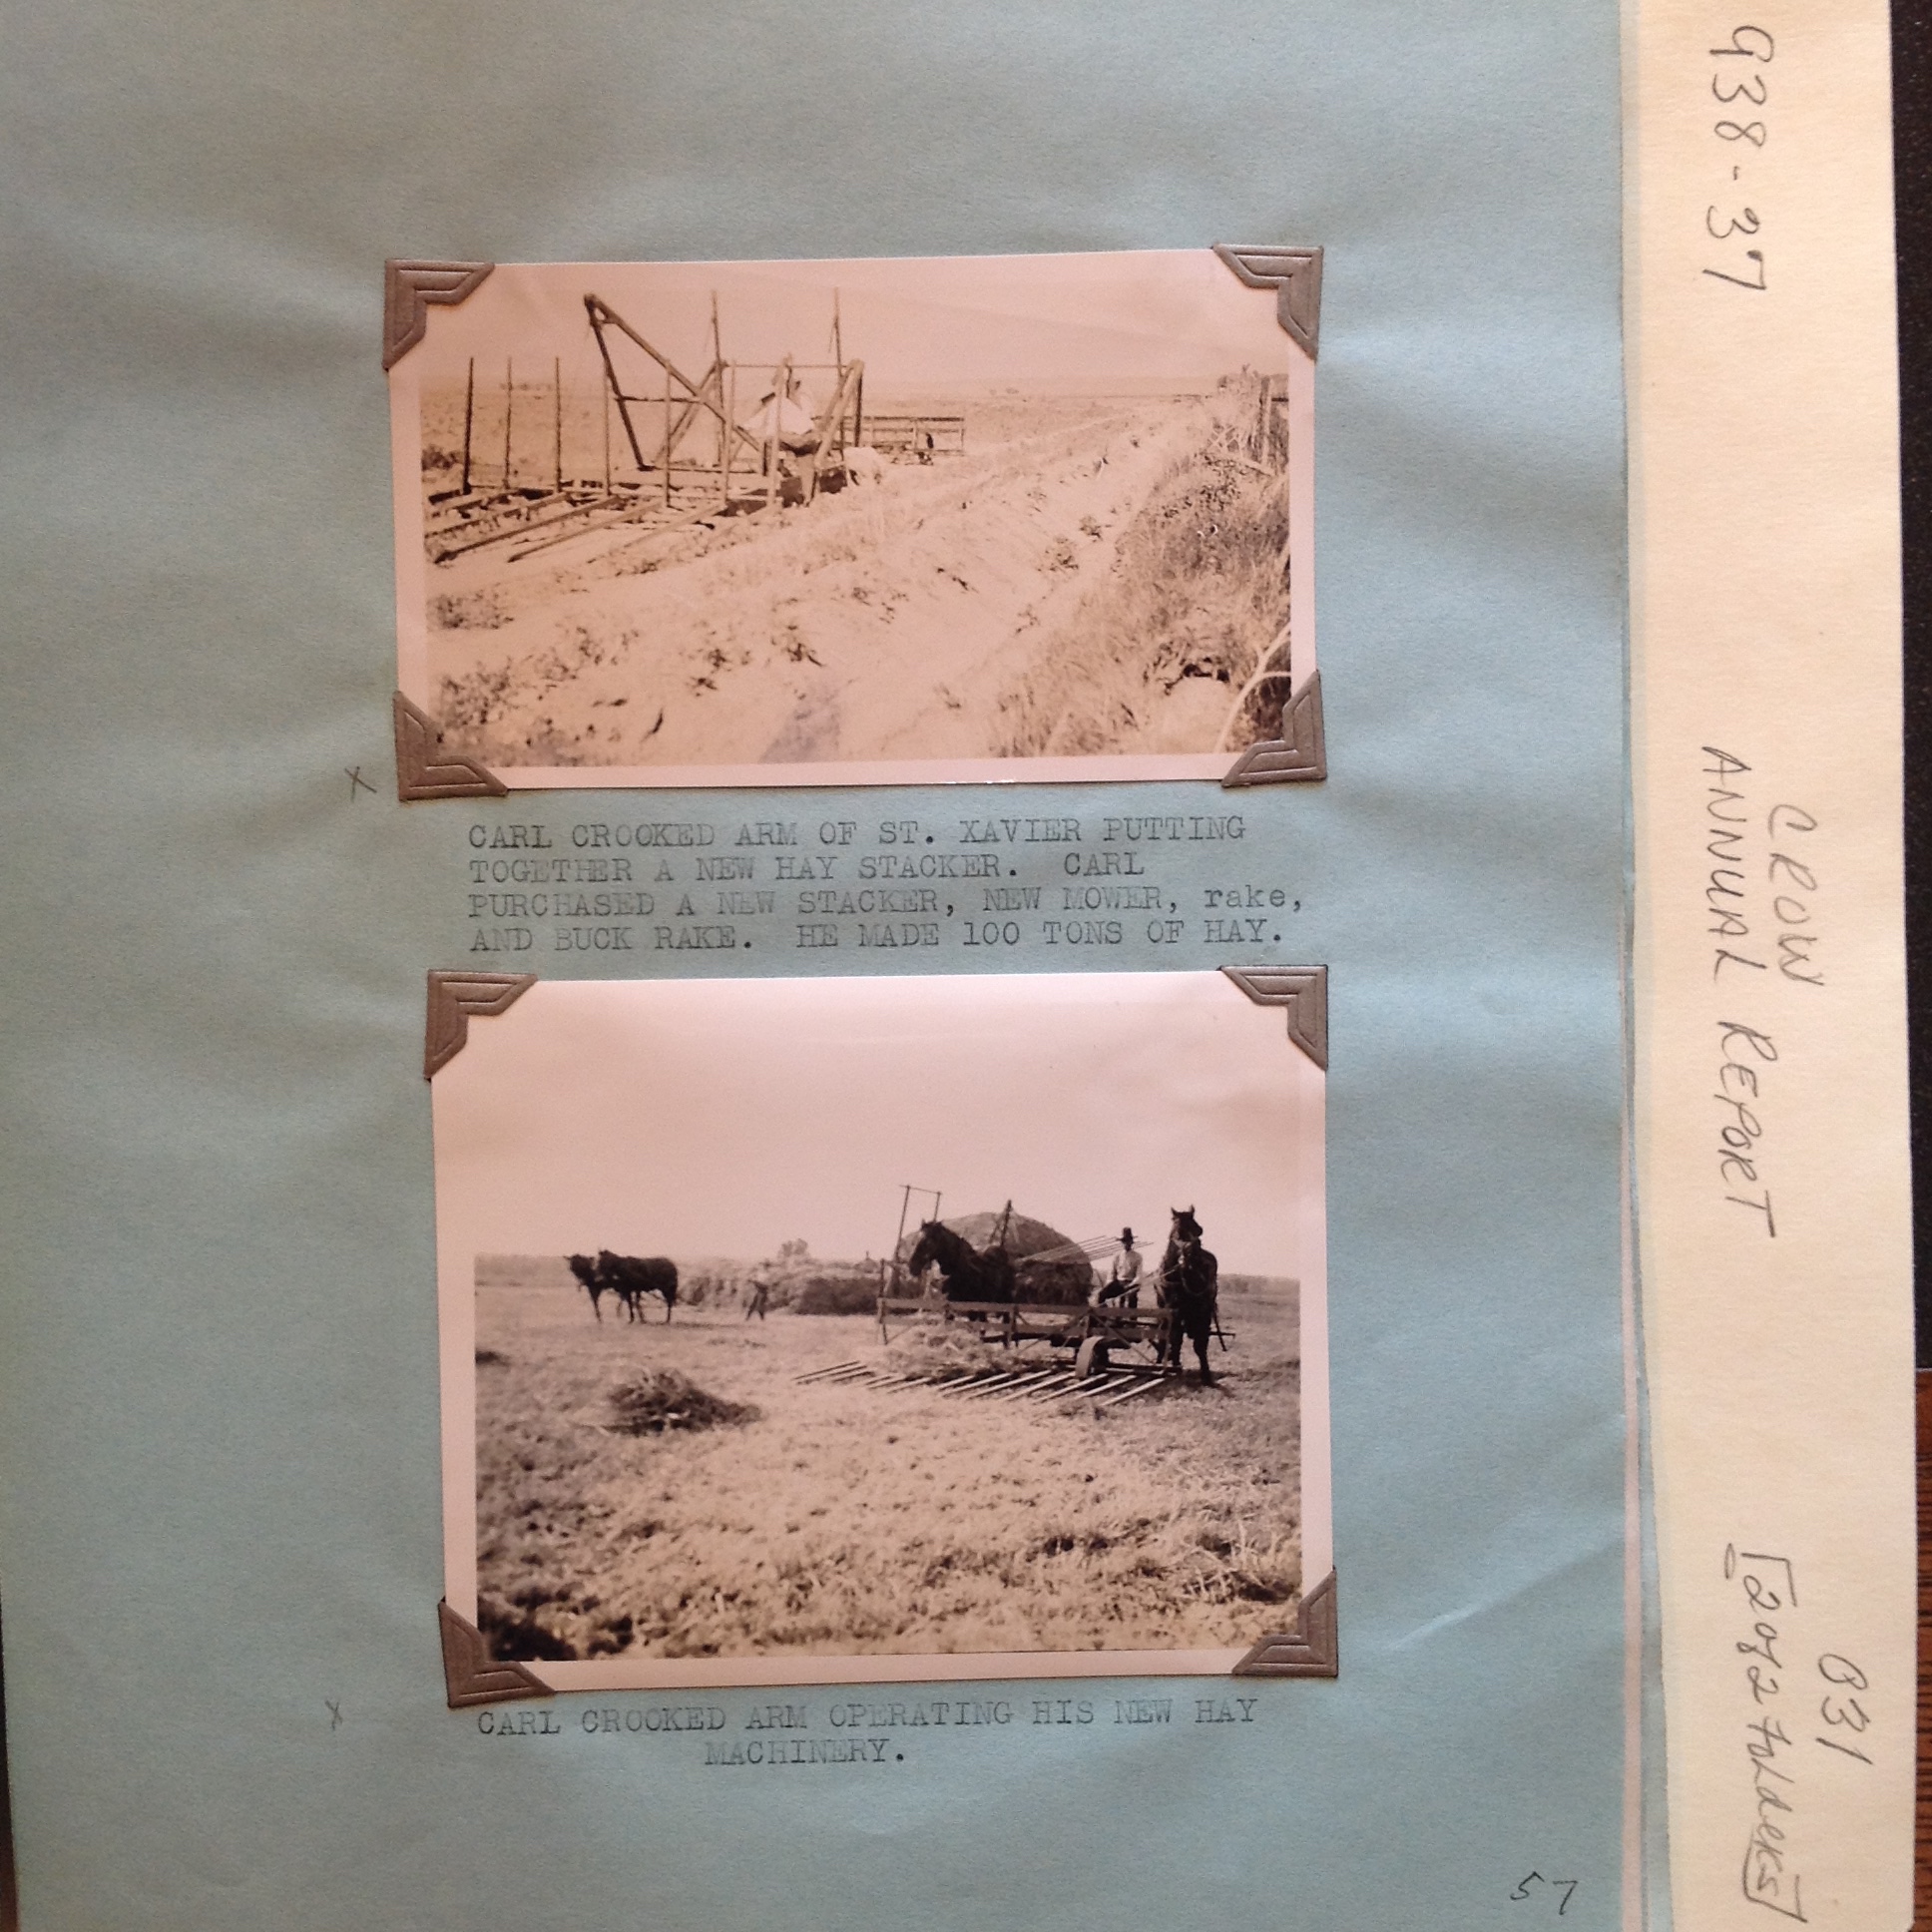 x
CARL CROOKED ARM OF ST. XAVIER PUTTING
TOGETHER A NEW HAY STACKER. CARL
PURCHASED A NEW STACKER, NEW MOWER, rake,
AND BUCK RAKE. HE MADE 100 TONS OF HAY.
x
CARL CROOKED ARM OPERATING HIS NEW HAY
MACHINERY.
57
938-37
CROW
ANNUAL REPORT
031
[2 of 2 folders]